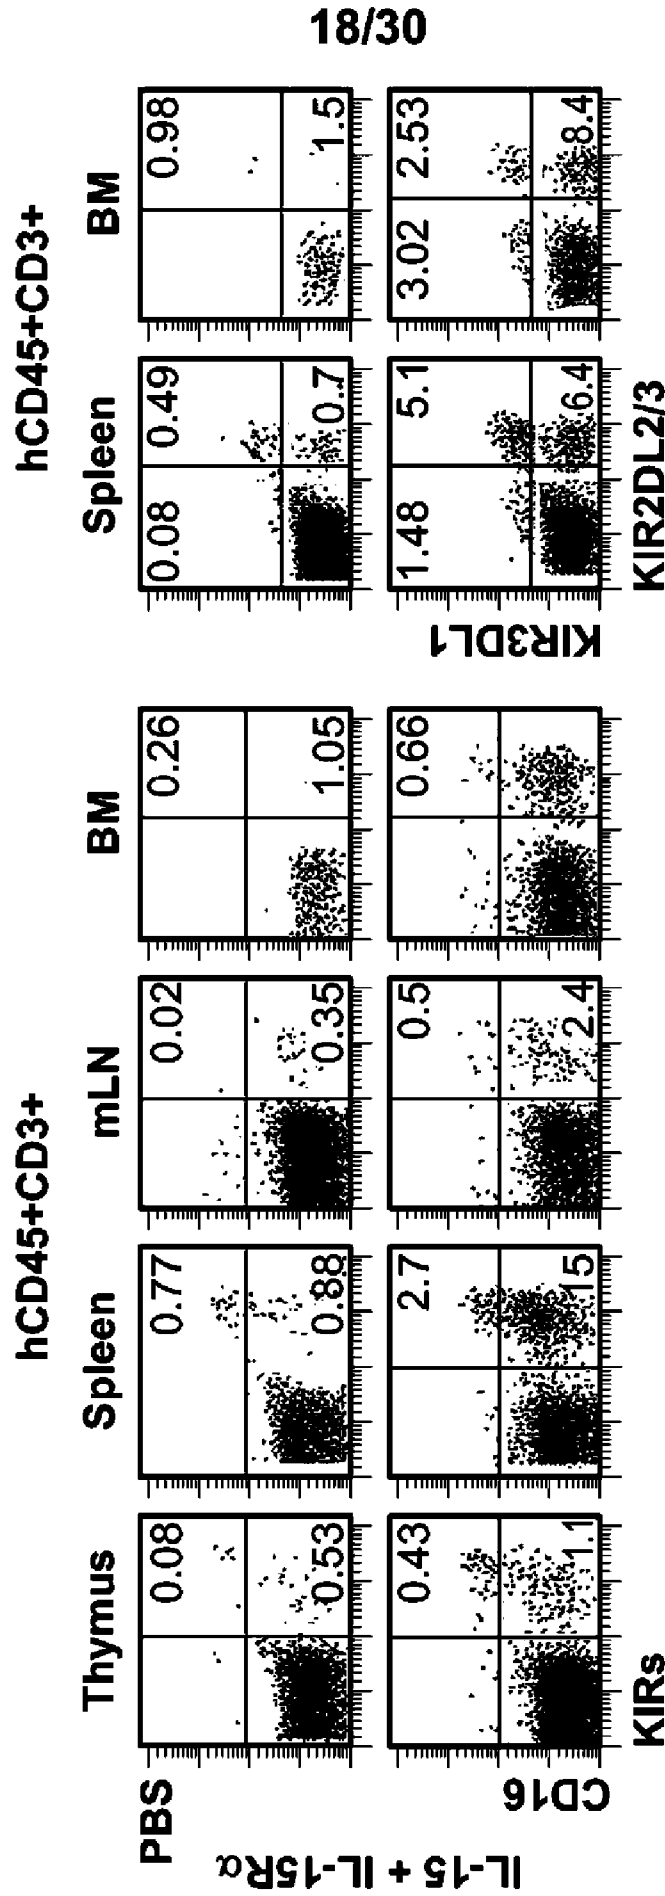 18/30
hCD45+CD3+
hCD45+CD3+
Thymus
Spleen
mLN
BM
Spleen
BM
PBS
0.08
0.53
0.77
0.88
0.02
0.35
0.26
1.05
0.08
0.49
0.7
0.98
1.5
IL-15 + IL-15Rα
CD16
0.43
1.1
2.7
15
0.5
2.4
0.66
KIR3DL1
1.48
5.1
6.4
3.02
2.53
8.4
KIRs
KIR2DL2/3